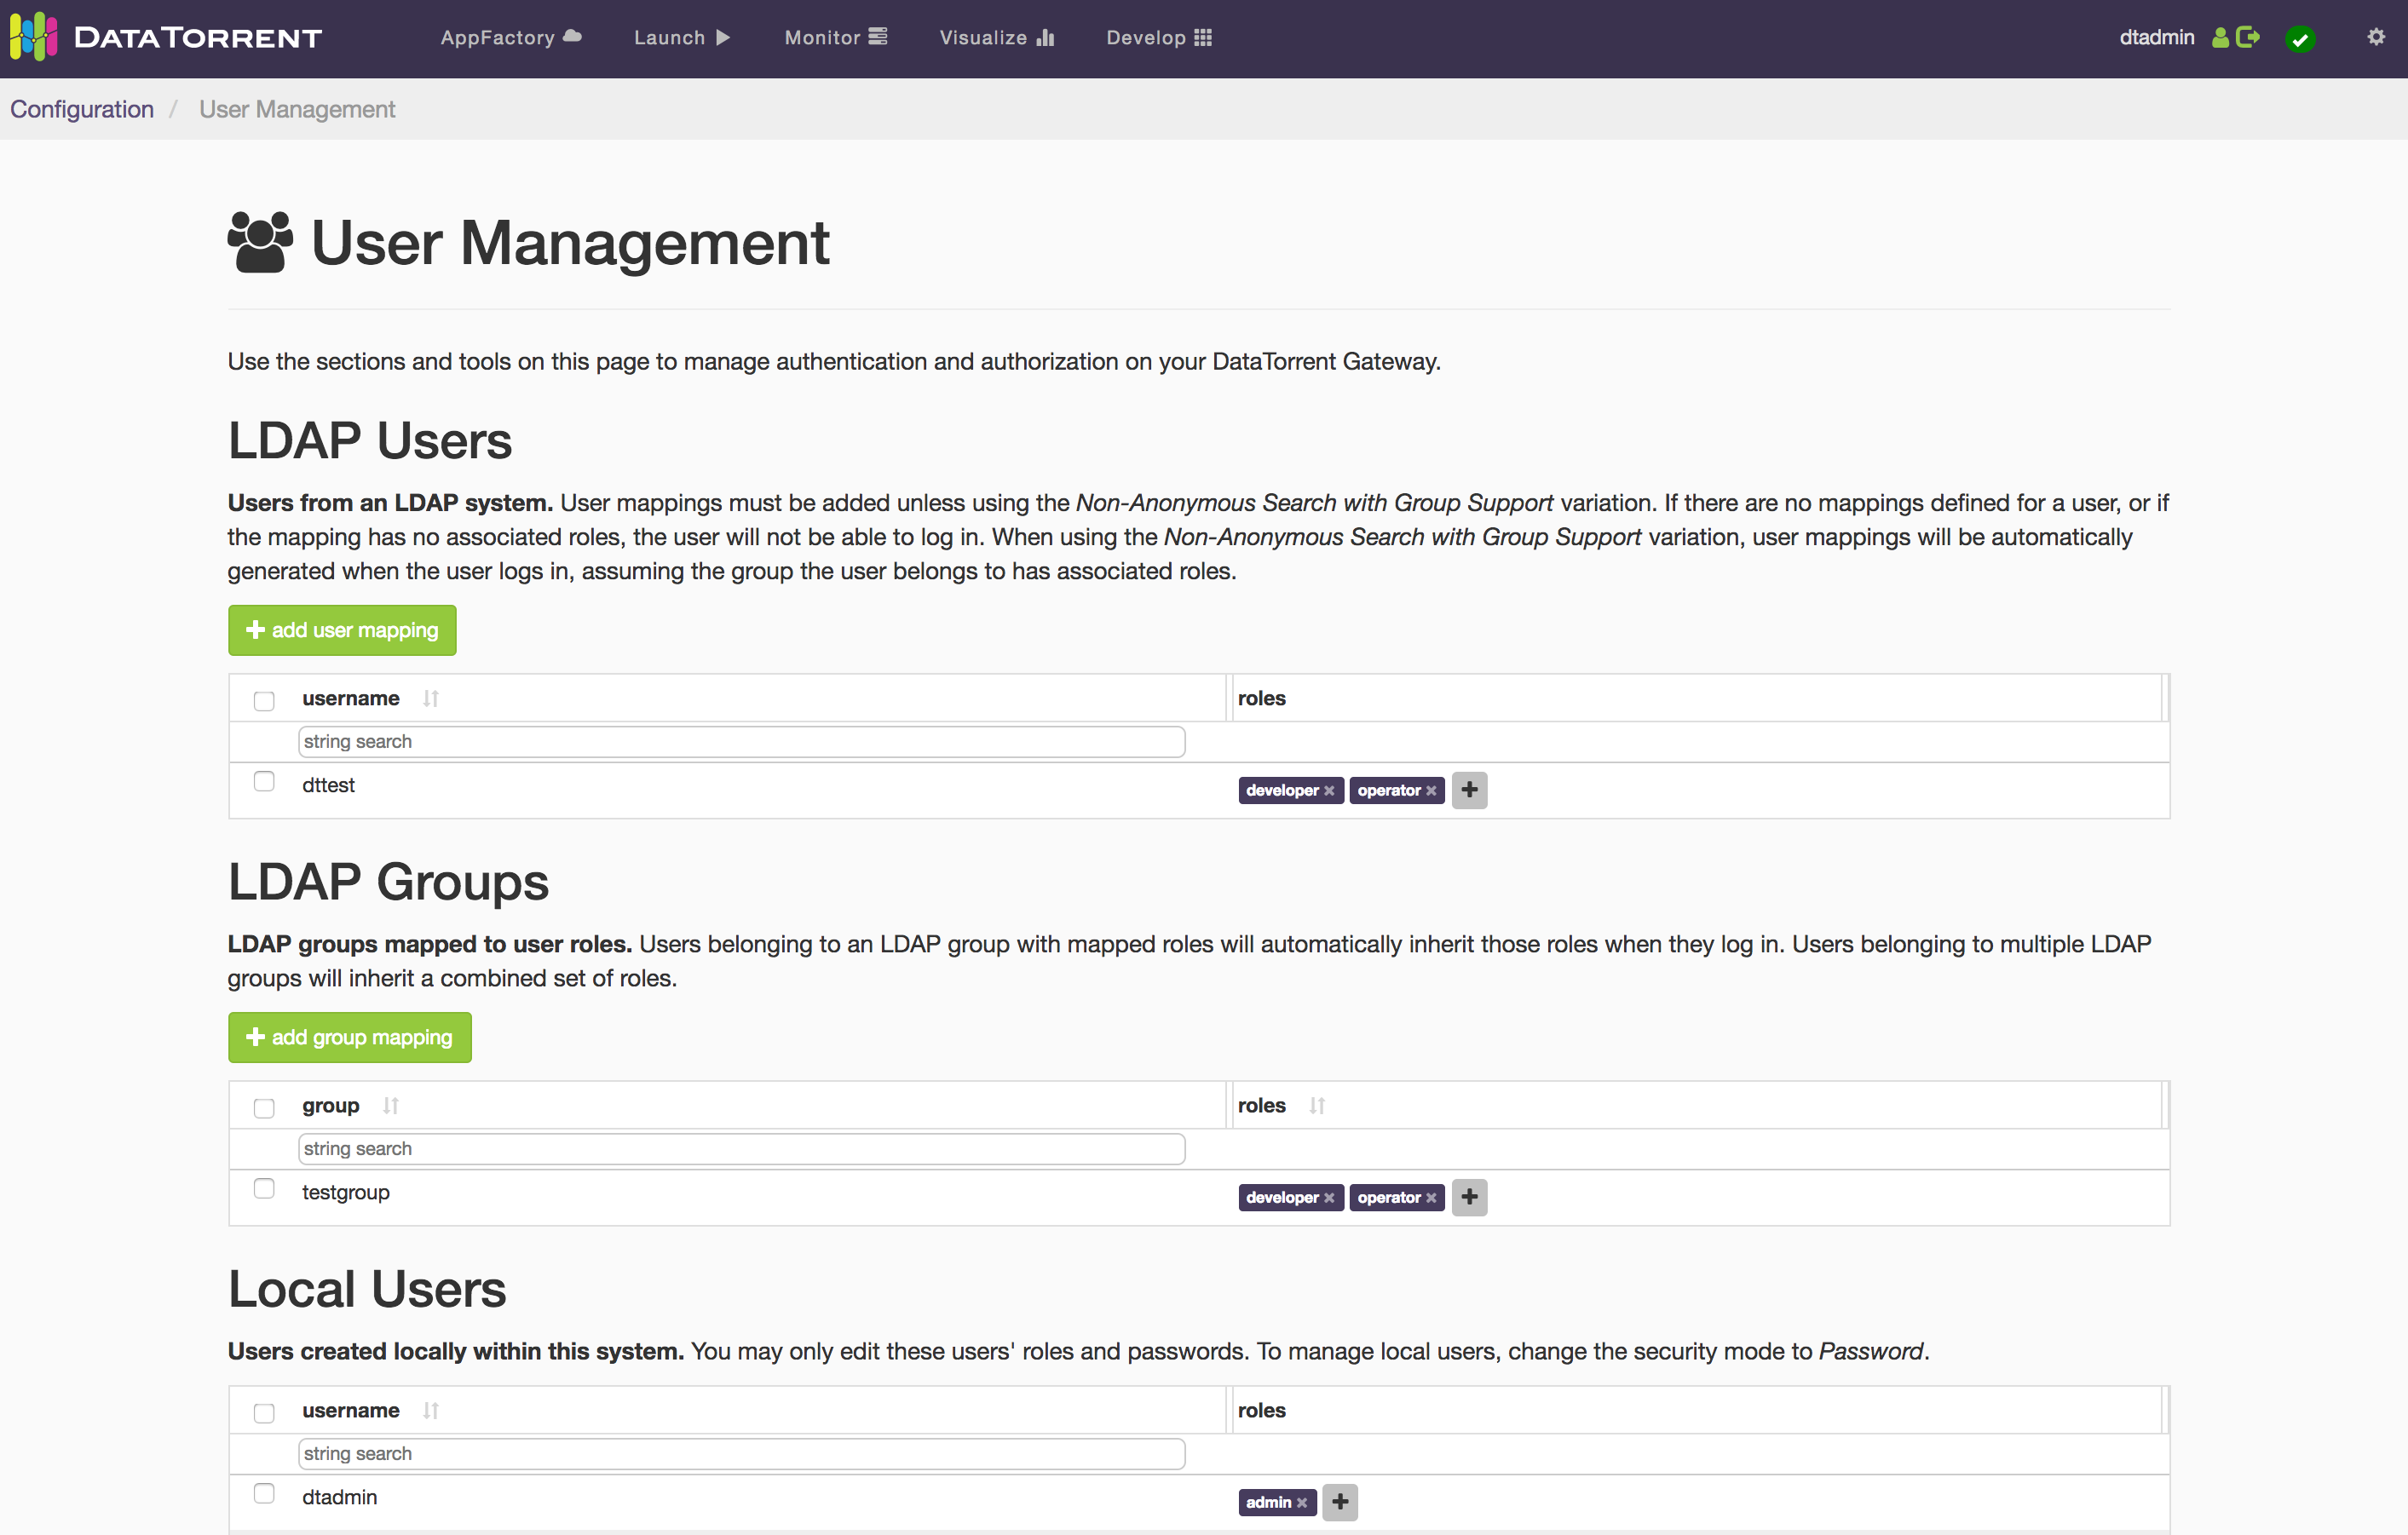 DATATORRENT AppFactory Launch Monitor Visualize Develop dtadmin
Configuration / User Management
User Management
Use the sections and tools on this page to manage authentication and authorization on your DataTorrent Gateway.
LDAP Users
Users from an LDAP system. User mappings must be added unless using the Non-Anonymous Search with Group Support variation. If there are no mappings defined for a user, or if
the mapping has no associated roles, the user will not be able to log in. When using the Non-Anonymous Search with Group Support variation, user mappings will be automatically
generated when the user logs in, assuming the group the user belongs to has associated roles.
add user mapping
username roles
string search
dttest developer operator
LDAP Groups
LDAP groups mapped to user roles. Users belonging to an LDAP group with mapped roles will automatically inherit those roles when they log in. Users belonging to multiple LDAP
groups will inherit a combined set of roles.
add group mapping
group roles
string search
testgroup developer operator
Local Users
Users created locally within this system. You may only edit these users' roles and passwords. To manage local users, change the security mode to Password.
username roles
string search
dtadmin admin